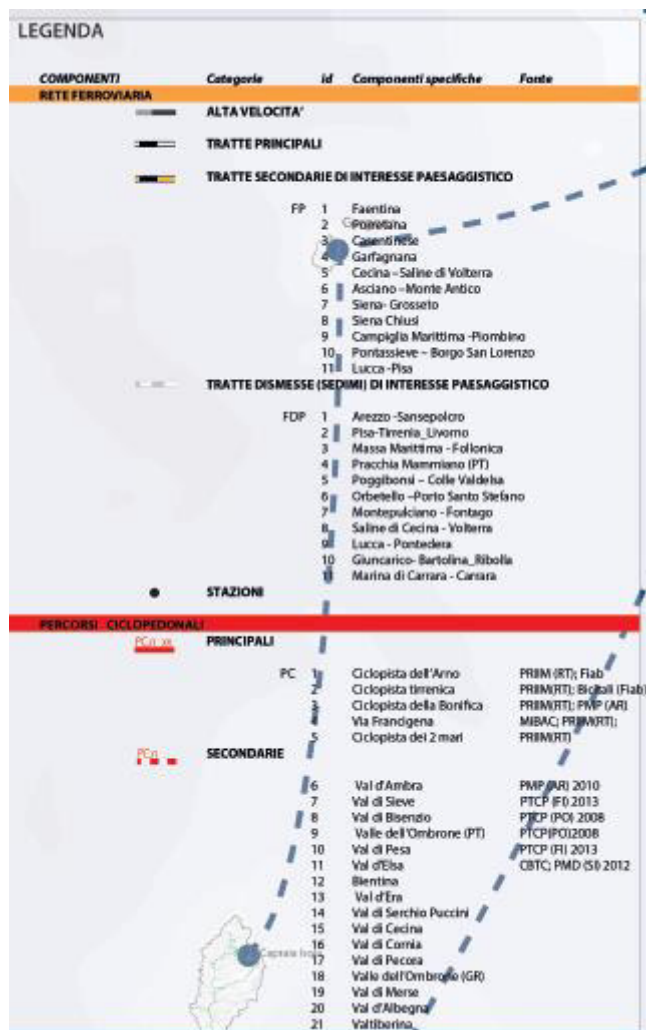 LEGENDA
COMPONENTI Categorie id Componenti specifiche Fonte
RETE FERROVIARIA
ALTA VELOCITA'
TRATTE PRINCIPALI
TRATTE SECONDARIE DI INTERESSE PAESAGGISTICO
FP 1 Faentina
2 Porretana
3 Casentinese
4 Garfagnana
5 Cecina –Saline di Volterra
6 Asciano –Monte Antico
7 Siena- Grosseto
8 Siena Chiusi
9 Campiglia Marittima -Piombino
10 Pontassieve – Borgo San Lorenzo
11 Lucca -Pisa
TRATTE DISMESSE (SEDIMI) DI INTERESSE PAESAGGISTICO
FDP 1 Arezzo -Sansepolcro
2 Pisa-Tirrenia_Livorno
3 Massa Marittima - Follonica
4 Pracchia Mammiano (PT)
5 Poggibonsi – Colle Valdelsa
6 Orbetello –Porto Santo Stefano
7 Montepulciano - Fontago
8 Saline di Cecina - Volterra
9 Lucca - Pontedera
10 Giuncarico- Bartolina_Ribolla
11 Marina di Carrara - Carrara
STAZIONI
PERCORSI CICLOPEDONALI
PRINCIPALI
PC 1 Ciclopista dell'Arno PRIIM (RT); Fiab
2 Ciclopista tirrenica PRIIM(RT); Bicitali (Fiab)
3 Ciclopista della Bonifica PRIIM(RT); PMP (AR)
4 Via Francigena MIBAC; PRIIM(RT);
5 Ciclopista dei 2 mari PRIIM(RT)
SECONDARIE
6 Val d'Ambra PMP (AR) 2010
7 Val di Sieve PTCP (FI) 2013
8 Val di Bisenzio PTCP (PO) 2008
9 Valle dell'Ombrone (PT) PTCP(PO)2008
10 Val di Pesa PTCP (FI) 2013
11 Val d'Elsa CBTC; PMD (SI) 2012
12 Bientina
13 Val d'Era
14 Val di Serchio Puccini
15 Val di Cecina
16 Val di Cornia
Capraia Isola
17 Val di Pecora
18 Valle dell'Ombrone (GR)
19 Val di Merse
20 Val d'Albegna
21 Valtiberina